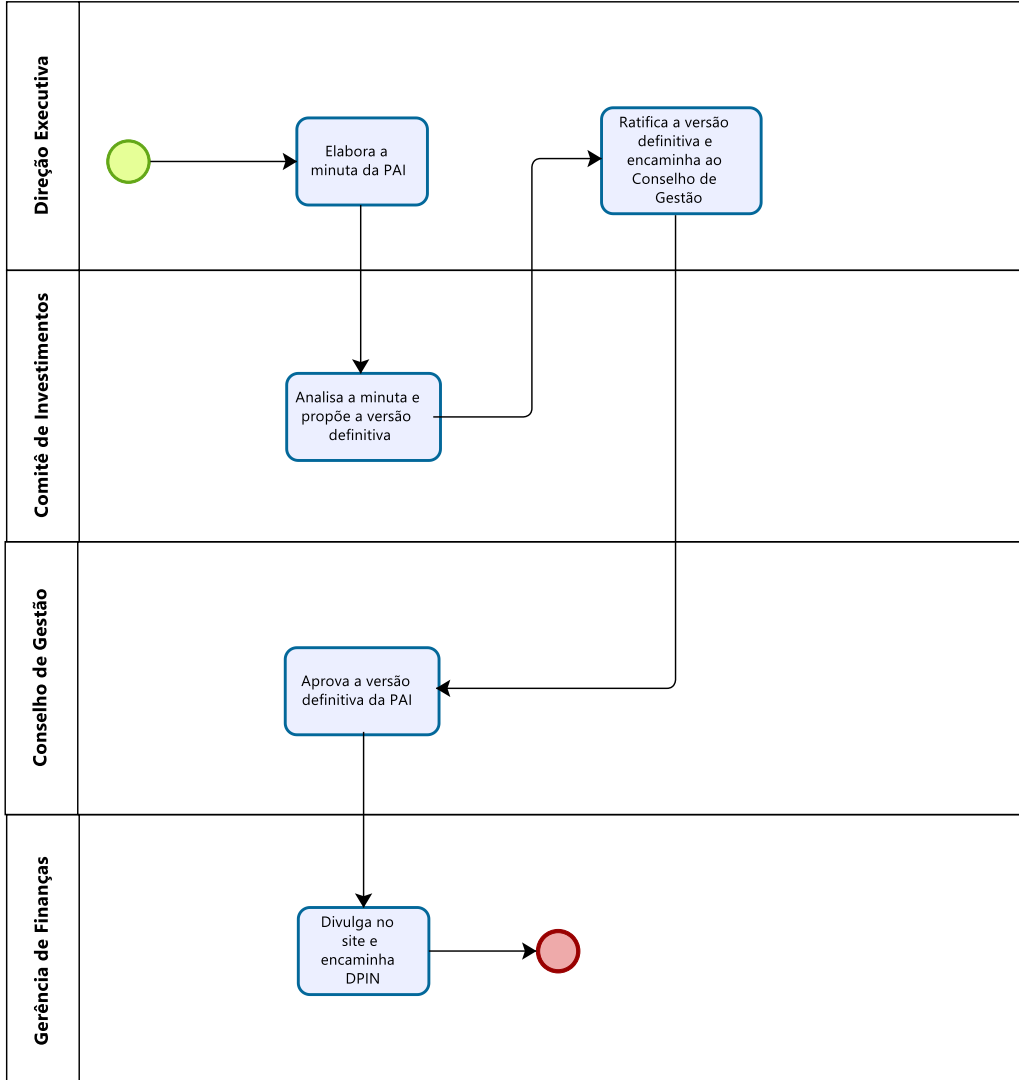 Direção Executiva
Elabora a
minuta da PAI
Ratifica a versão
definitiva e
encaminha ao
Conselho de
Gestão
Comitê de Investimentos
Analisa a minuta e
propõe a versão
definitiva
Conselho de Gestão
Aprova a versão
definitiva da PAI
Gerência de Finanças
Divulga no
site e
encaminha
DPIN